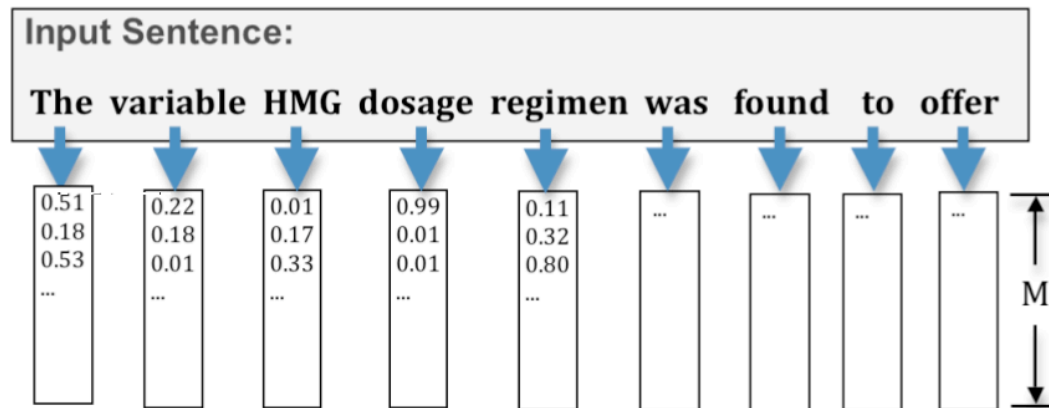 Input Sentence:
The variable HMG dosage regimen was found to offer
0.51 0.22 0.01 0.99 0.11 ... ... ... ...
0.18 0.18 0.17 0.01 0.32
0.53 0.01 0.33 0.01 0.80
... ... ... ... ...
M